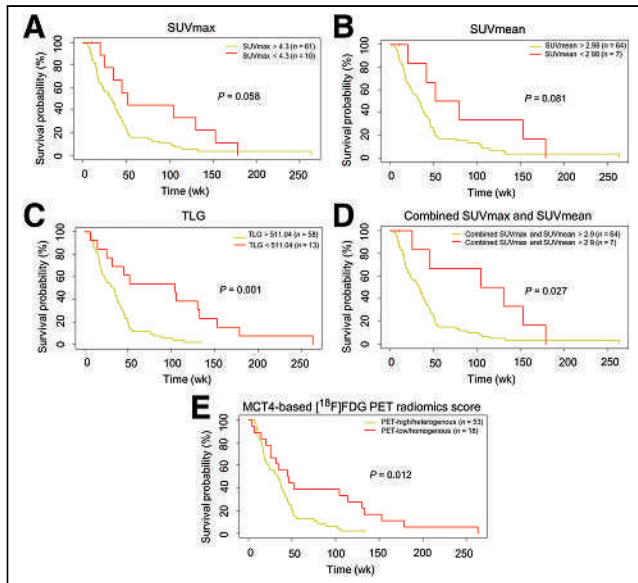 A
SUVmax
Survival probability (%)
100
80
60
40
20
0
SUVmax > 4.3 (n = 61)
SUVmax < 4.3 (n = 10)
P = 0.058
0 50 100 150 200 250
Time (wk)
B
SUVmean
Survival probability (%)
100
80
60
40
20
0
SUVmean > 2.98 (n = 64)
SUVmean < 2.98 (n = 7)
P = 0.081
0 50 100 150 200 250
Time (wk)
C
TLG
Survival probability (%)
100
80
60
40
20
0
TLG > 511.04 (n = 58)
TLG < 511.04 (n = 13)
P = 0.001
0 50 100 150 200 250
Time (wk)
D
Combined SUVmax and SUVmean
Survival probability (%)
100
80
60
40
20
0
Combined SUVmax and SUVmean > 2.9 (n = 64)
Combined SUVmax and SUVmean < 2.9 (n = 7)
P = 0.027
0 50 100 150 200 250
Time (wk)
E
MCT4-based [18F]FDG PET radiomics score
Survival probability (%)
100
80
60
40
20
0
PET-high/heterogenous (n = 53)
PET-low/homogenous (n = 18)
P = 0.012
0 50 100 150 200 250
Time (wk)